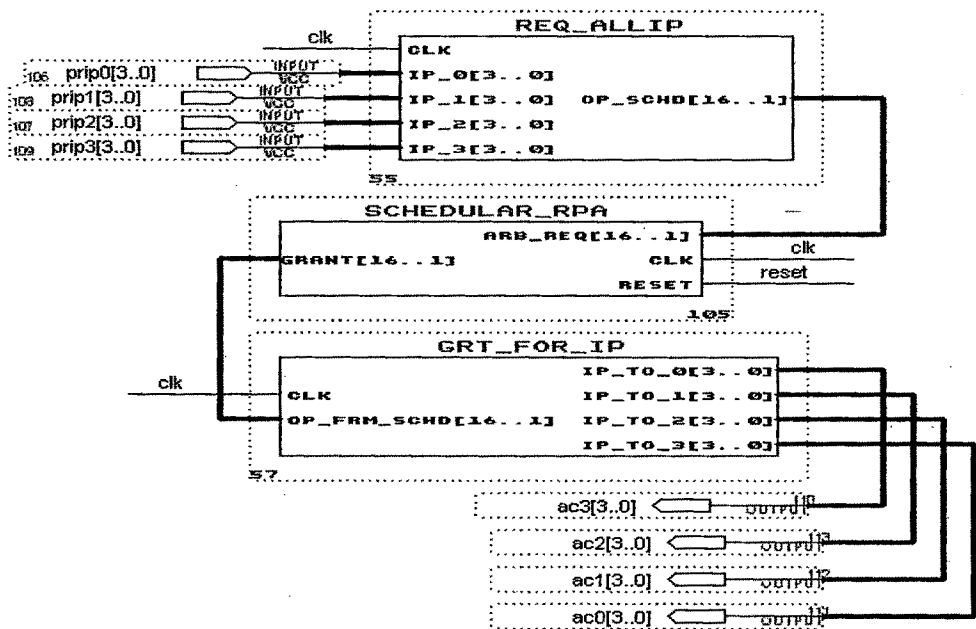 REQ_ALLIP
clk
CLK
106 prip0[3..0] INPUT VCC IP_0[3..0]
108 prip1[3..0] INPUT VCC IP_1[3..0] OP_SCHD[16..1]
107 prip2[3..0] INPUT VCC IP_2[3..0]
109 prip3[3..0] INPUT VCC IP_3[3..0]
55
SCHEDULAR_RPA
ARB_REQ[16..1]
GRANT[16..1] CLK clk
RESET reset
105
GRT_FOR_IP
IP_TO_0[3..0]
clk CLK IP_TO_1[3..0]
OP_FRM_SCHD[16..1] IP_TO_2[3..0]
IP_TO_3[3..0]
57
ac3[3..0] OUTPUT 110
ac2[3..0] OUTPUT 113
ac1[3..0] OUTPUT 112
ac0[3..0] OUTPUT 111